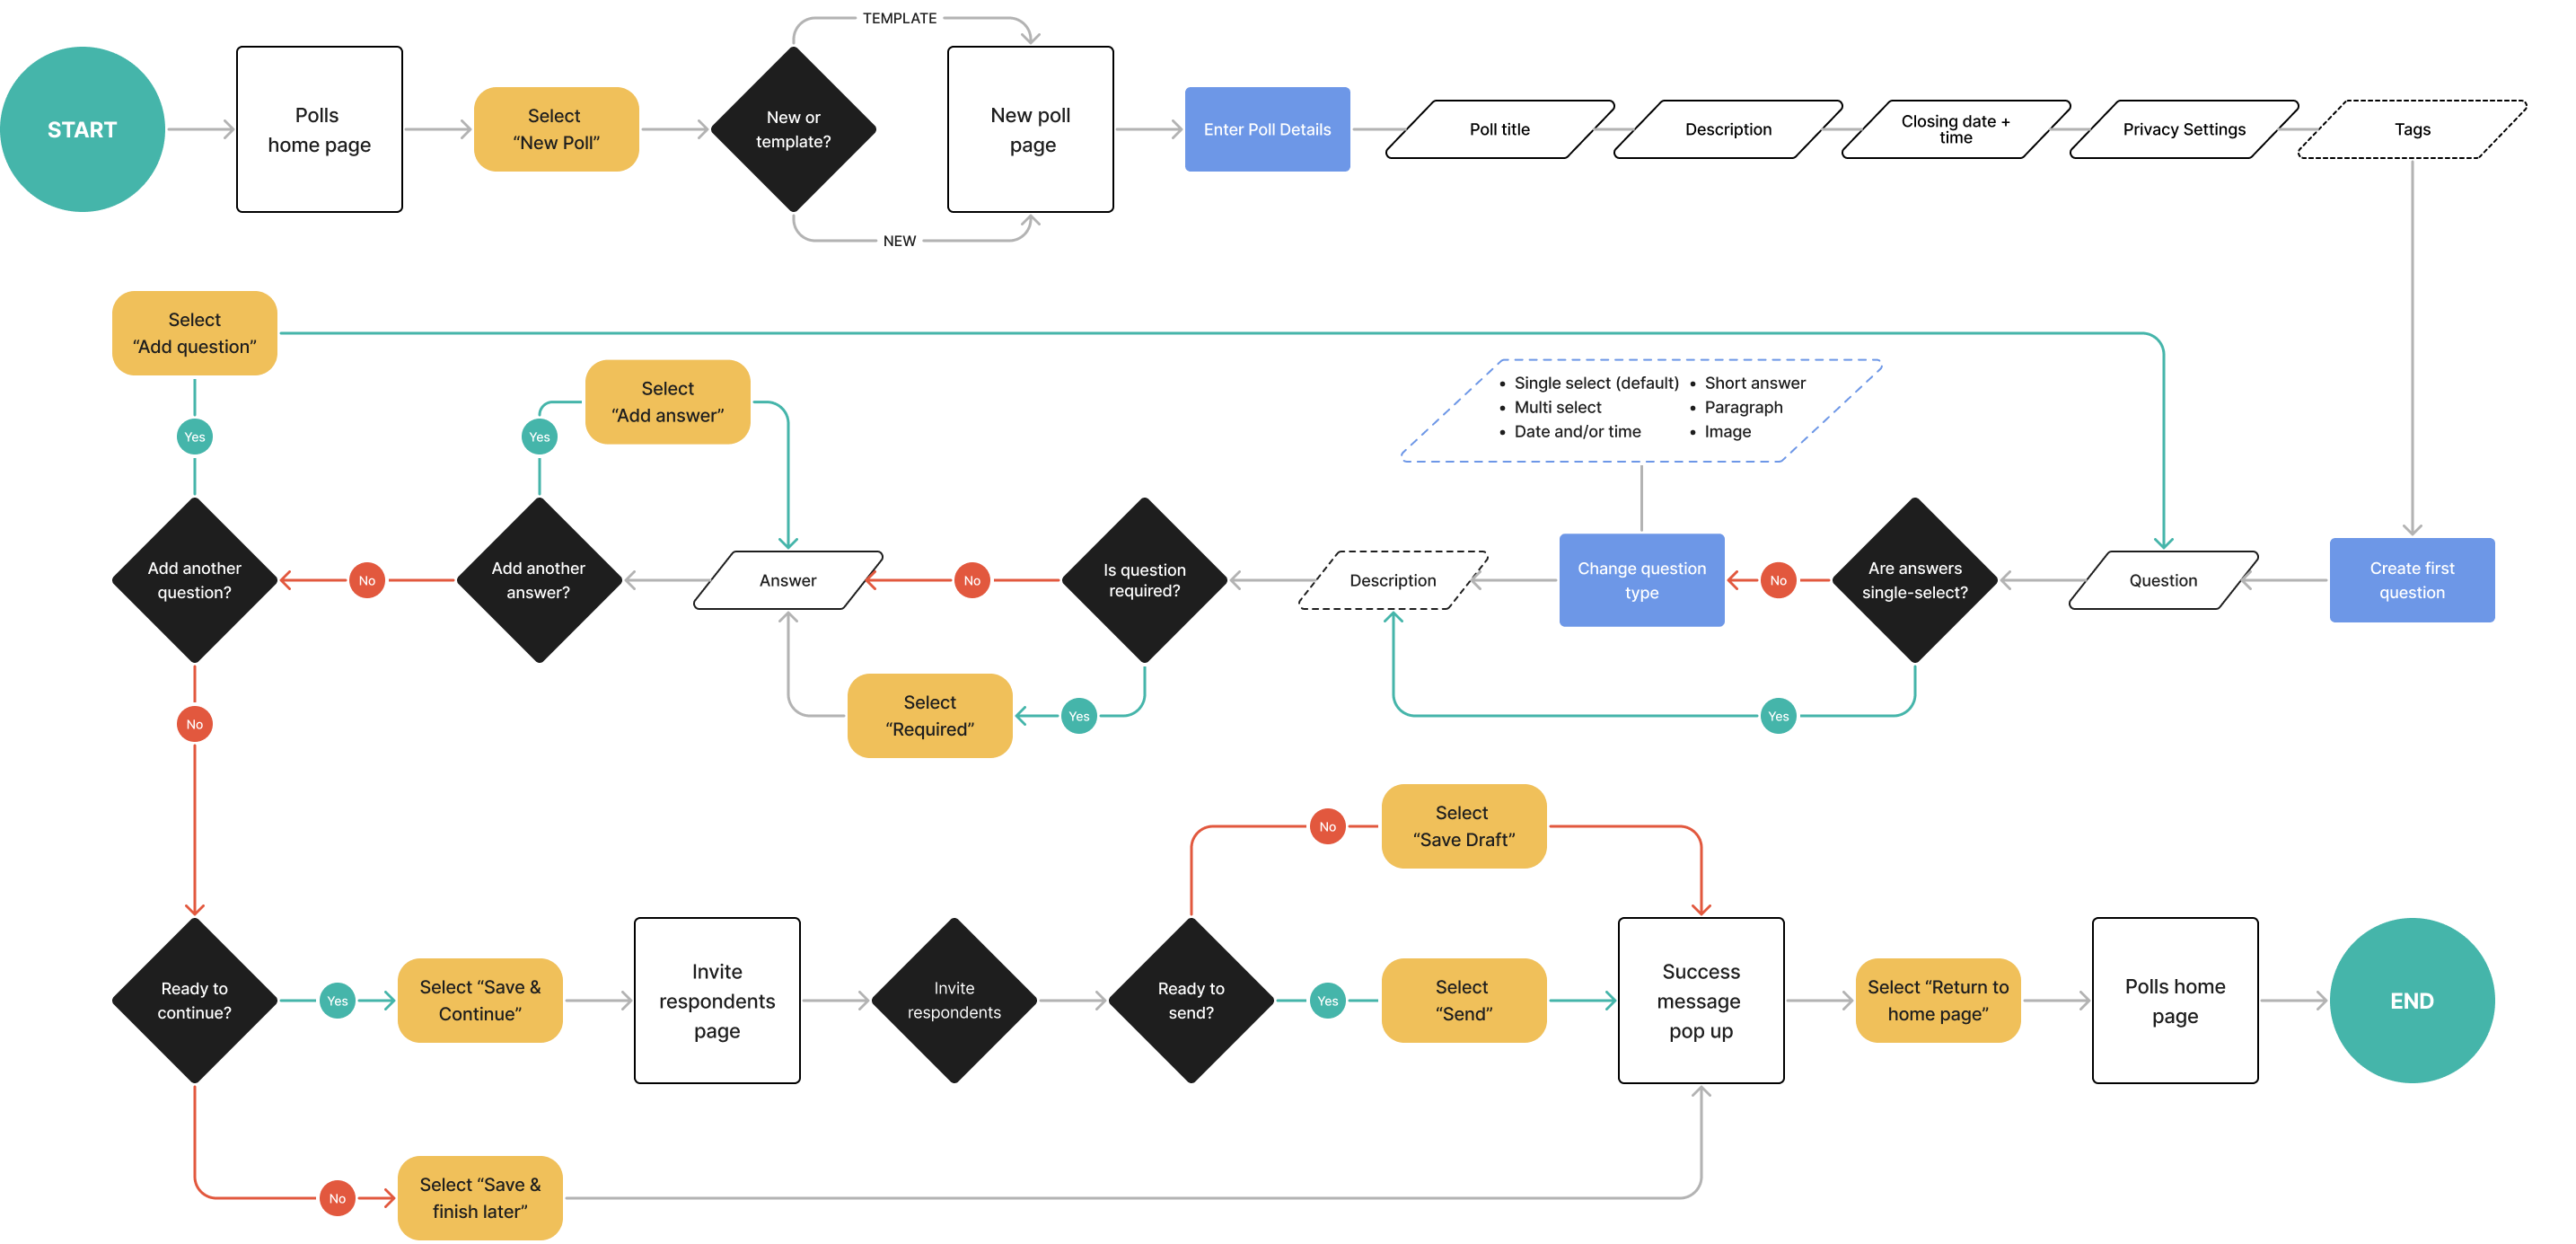 TEMPLATE
START
Polls
home page
Select
“New Poll”
New or
template?
New poll
page
Enter Poll Details
Poll title
Description
Closing date +
time
Privacy Settings
Tags
NEW
Select
“Add question”
Select
“Add answer”
• Single select (default)
• Multi select
• Date and/or time
• Short answer
• Paragraph
• Image
Yes
Yes
Add another
question?
No
Add another
answer?
Answer
No
Is question
required?
Description
Change question
type
No
Are answers
single-select?
Question
Create first
question
Select
“Required”
Yes
Yes
No
Select
“Save Draft”
No
Ready to
continue?
Yes
Select “Save &
Continue”
Invite
respondents
page
Invite
respondents
Ready to
send?
Yes
Select
“Send”
Success
message
pop up
Select “Return to
home page”
Polls home
page
END
No
Select “Save &
finish later”